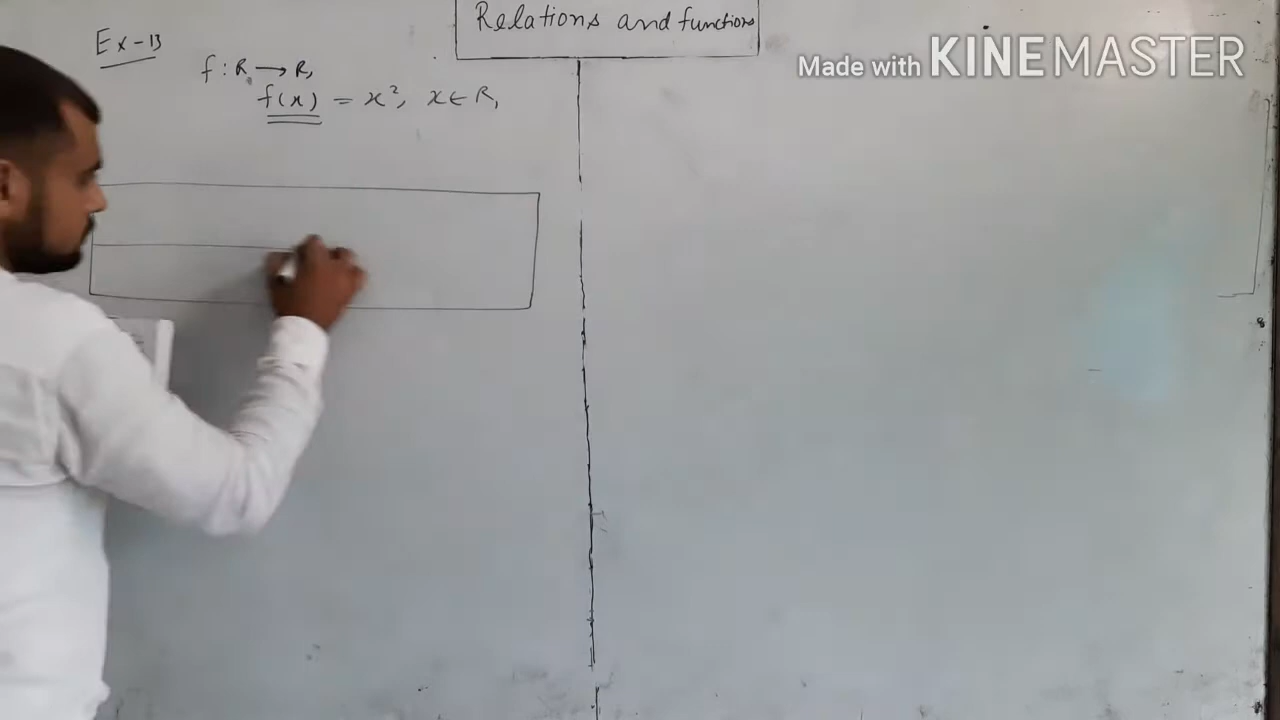 Relations and functions
Made with KINEMASTER
Ex-13
f : R → R,
f(x) = x², x ∈ R,